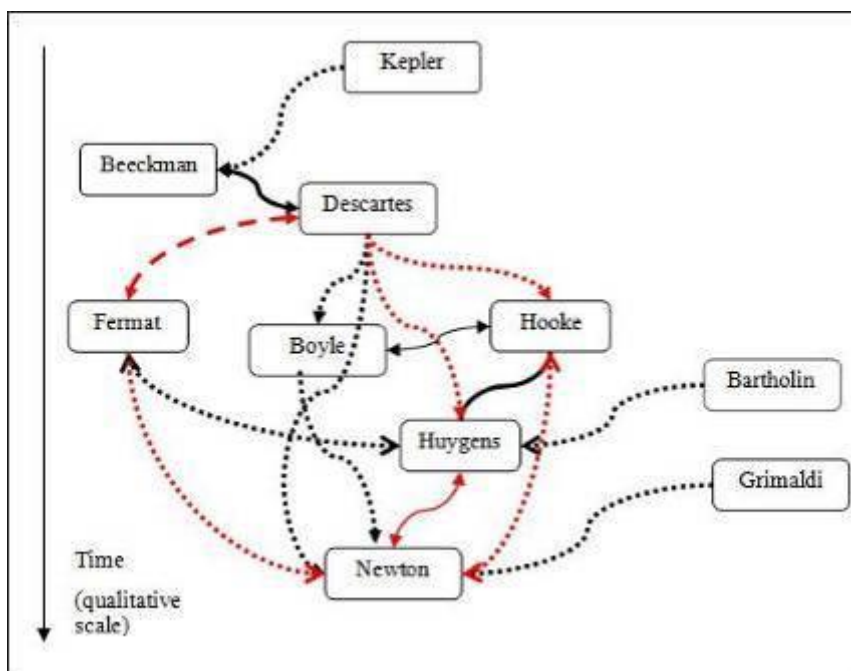 Kepler
Beeckman
Descartes
Fermat
Boyle
Hooke
Bartholin
Huygens
Grimaldi
Newton
Time
(qualitative
scale)